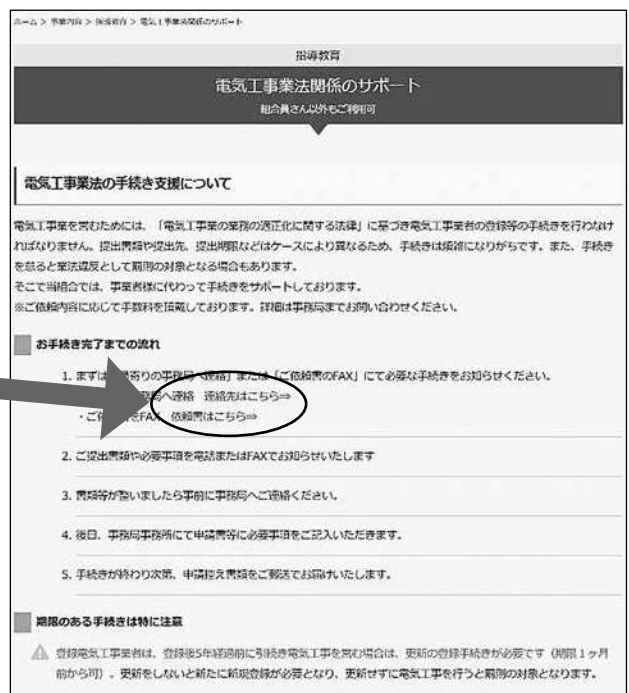 ホーム > 事業内容 > 指導教育 > 電気工事業法関係のサポート
指導教育
電気工事業法関係のサポート
組合員さん以外もご利用可
電気工事業法の手続き支援について
電気工事業を営むためには、「電気工事業の業務の適正化に関する法律」に基づき電気工事業者の登録等の手続きを行わなけ
ればなりません。提出書類や提出先、提出期限などはケースにより異なるため、手続きは煩雑になりがちです。また、手続き
を怠ると業法違反として罰則の対象となる場合もあります。
そこで当組合では、事業者様に代わって手続きをサポートしております。
※ご依頼内容に応じて手数料を頂戴しております。詳細は事務局までお問い合わせください。
お手続き完了までの流れ
1. まずは 寄りの事務局へ連絡」または「ご依頼書のFAX」にて必要な手続きをお知らせください。
局へ連絡 連絡先はこちら⇒
・ご依 をFAX 依頼書はこちら⇒
2. ご提出書類や必要事項を電話またはFAXでお知らせいたします
3. 書類等が整いましたら事前に事務局へご連絡ください。
4. 後日、事務局事務所にて申請書等に必要事項をご記入いただきます。
5. 手続きが終わり次第、申請控え書類をご郵送でお届けいたします。
期限のある手続きは特に注意
登録電気工事業者は、登録後5年経過前に引続き電気工事を営む場合は、更新の登録手続きが必要です（期限１ヶ月
前から可）。更新をしないと新たに新規登録が必要となり、更新せずに電気工事を行うと罰則の対象となります。